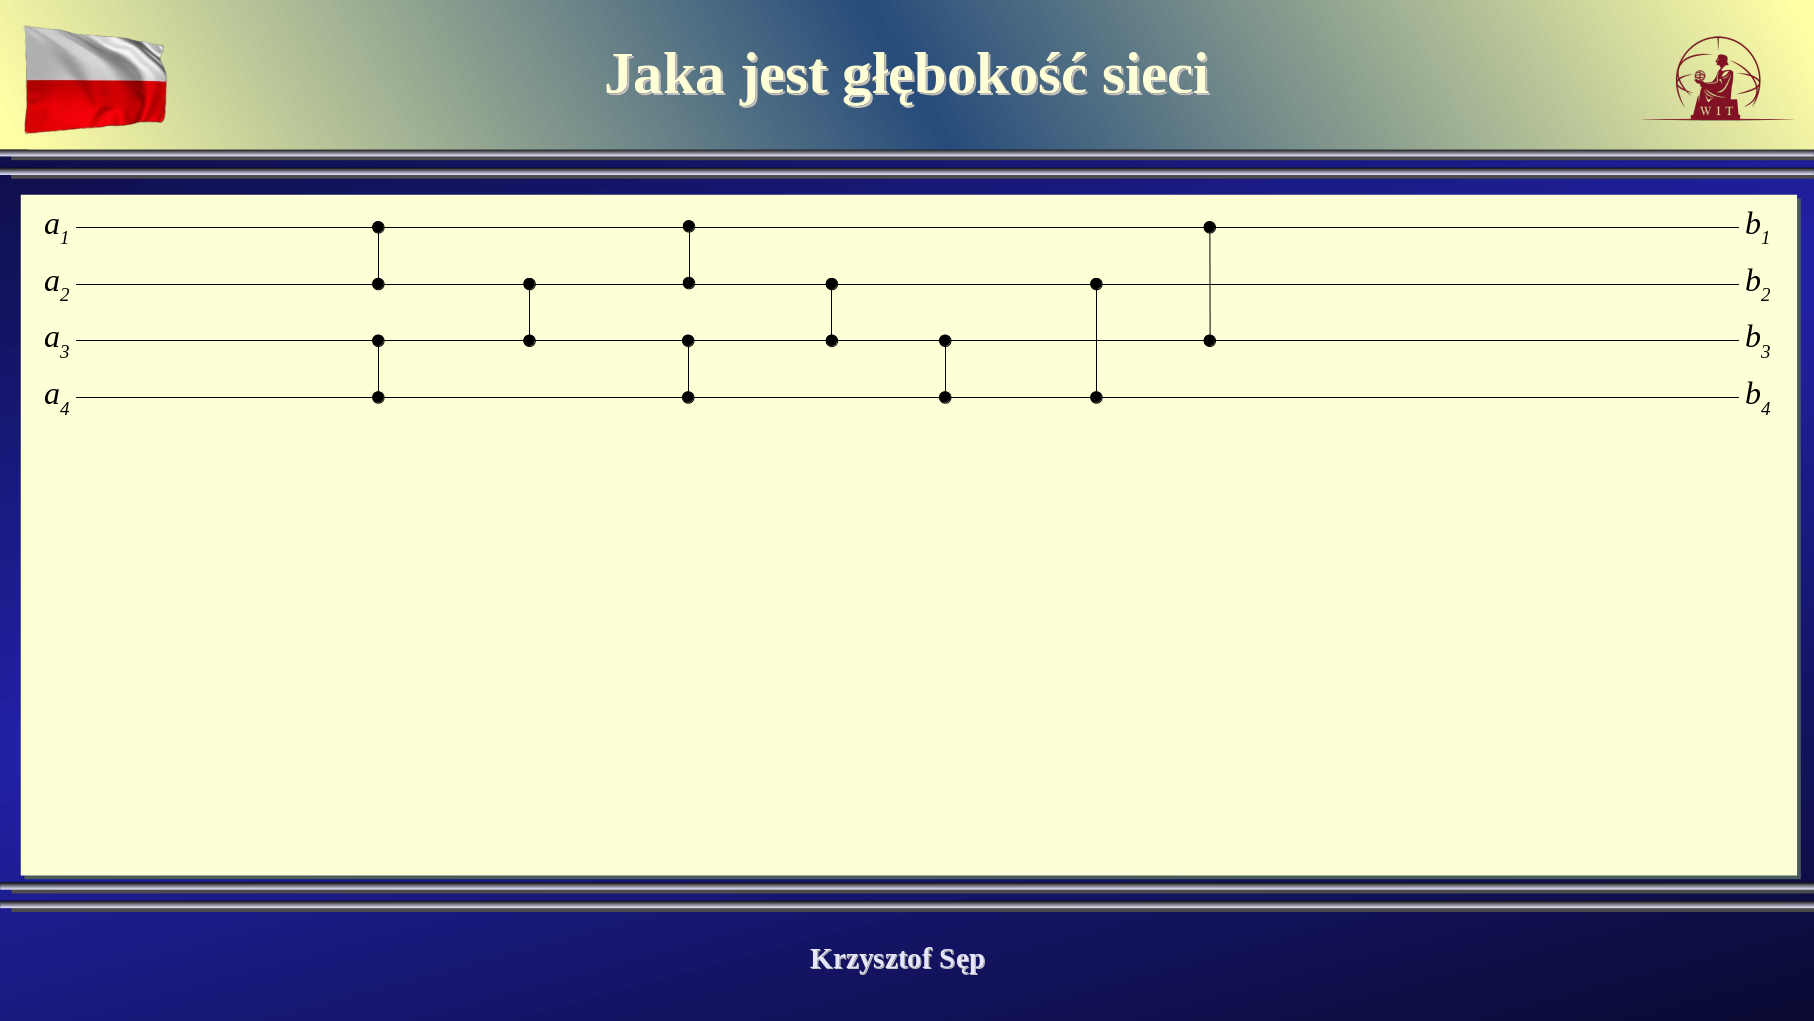 Jaka jest głębokość sieci
W I T
a1 b1
a2 b2
a3 b3
a4 b4
Krzysztof Sęp